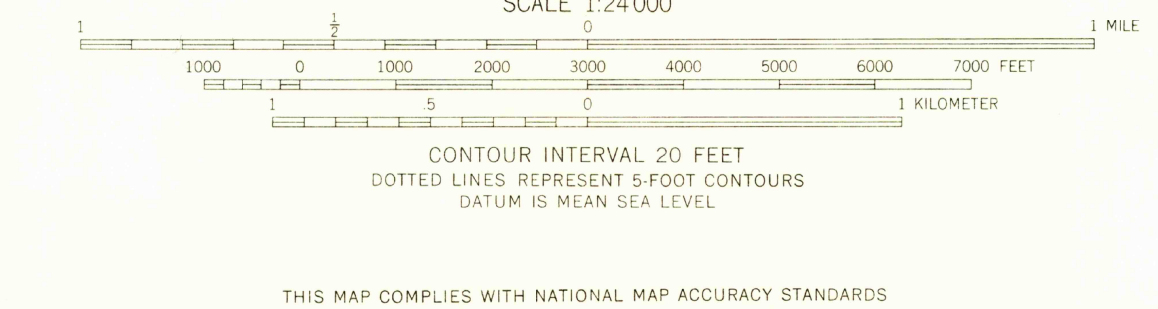 SCALE 1:24 000
1 ½ 0 1 MILE
1000 0 1000 2000 3000 4000 5000 6000 7000 FEET
1 .5 0 1 KILOMETER
CONTOUR INTERVAL 20 FEET
DOTTED LINES REPRESENT 5-FOOT CONTOURS
DATUM IS MEAN SEA LEVEL
THIS MAP COMPLIES WITH NATIONAL MAP ACCURACY STANDARDS